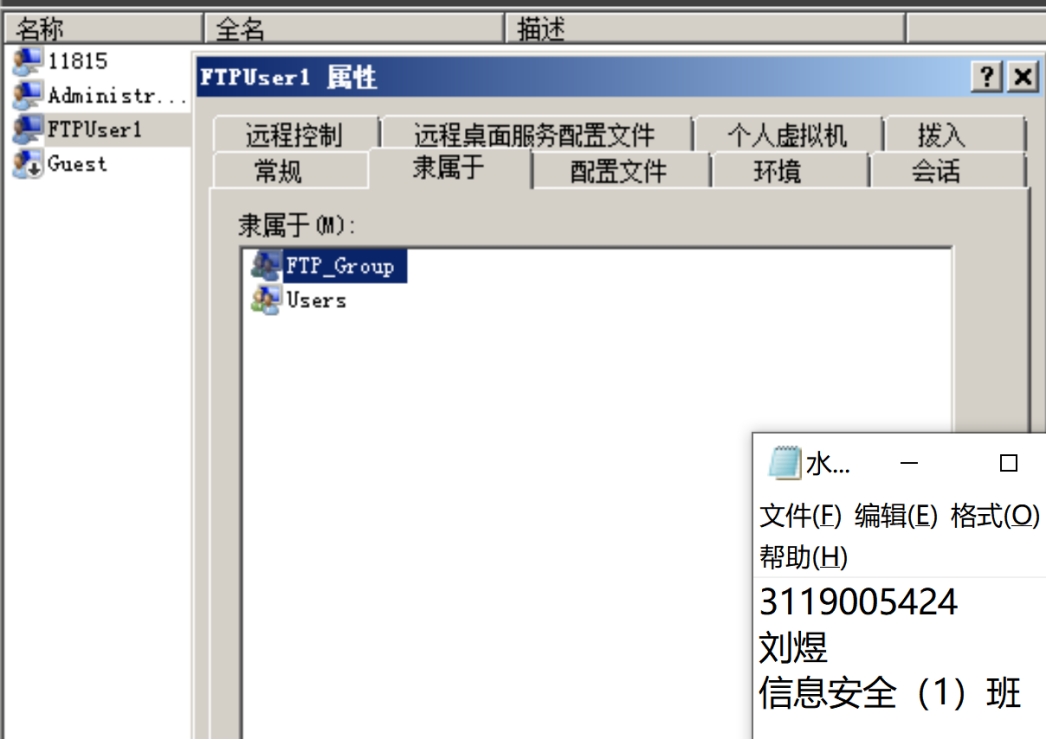 名称 全名 描述
11815
Administr...
FTPUser1
Guest
FTPUser1 属性
远程控制 远程桌面服务配置文件 个人虚拟机 拨入
常规 隶属于 配置文件 环境 会话
隶属于(M):
FTP_Group
Users
水...
文件(F) 编辑(E) 格式(O)
帮助(H)
3119005424
刘煜
信息安全（1）班